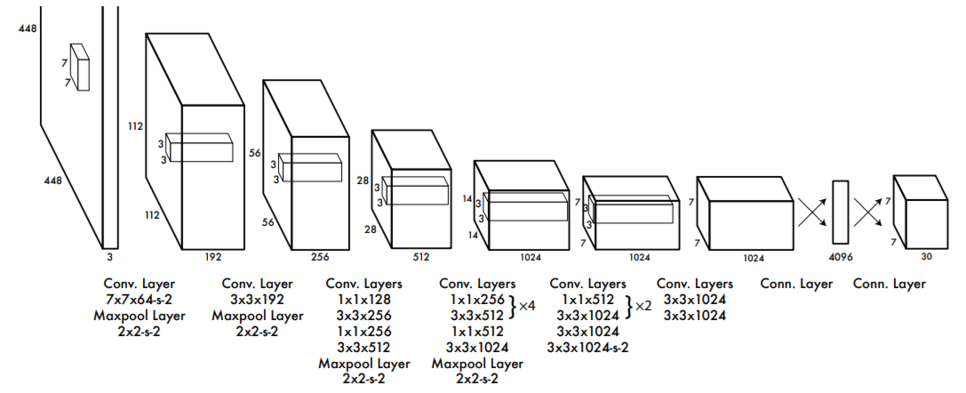 448
7
7
448
3
112
3
3
112
192
56
3
3
56
256
28
3
3
28
512
14
3
3
14
1024
7
3
3
7
1024
7
7
1024
4096
7
7
30
Conv. Layer
7x7x64-s-2
Maxpool Layer
2x2-s-2
Conv. Layer
3x3x192
Maxpool Layer
2x2-s-2
Conv. Layers
1x1x128
3x3x256
1x1x256
3x3x512
Maxpool Layer
2x2-s-2
Conv. Layers
1x1x256
3x3x512 } ×4
1x1x512
3x3x1024
Maxpool Layer
2x2-s-2
Conv. Layers
1x1x512
3x3x1024 } ×2
3x3x1024
3x3x1024-s-2
Conv. Layers
3x3x1024
3x3x1024
Conn. Layer
Conn. Layer